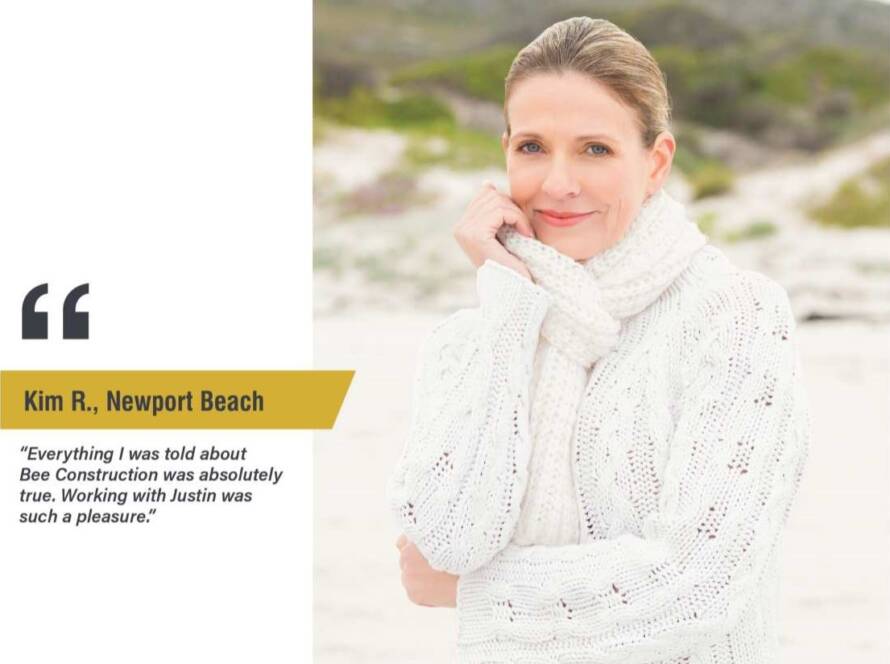 “
Kim R., Newport Beach
“Everything I was told about
Bee Construction was absolutely
true. Working with Justin was
such a pleasure.”